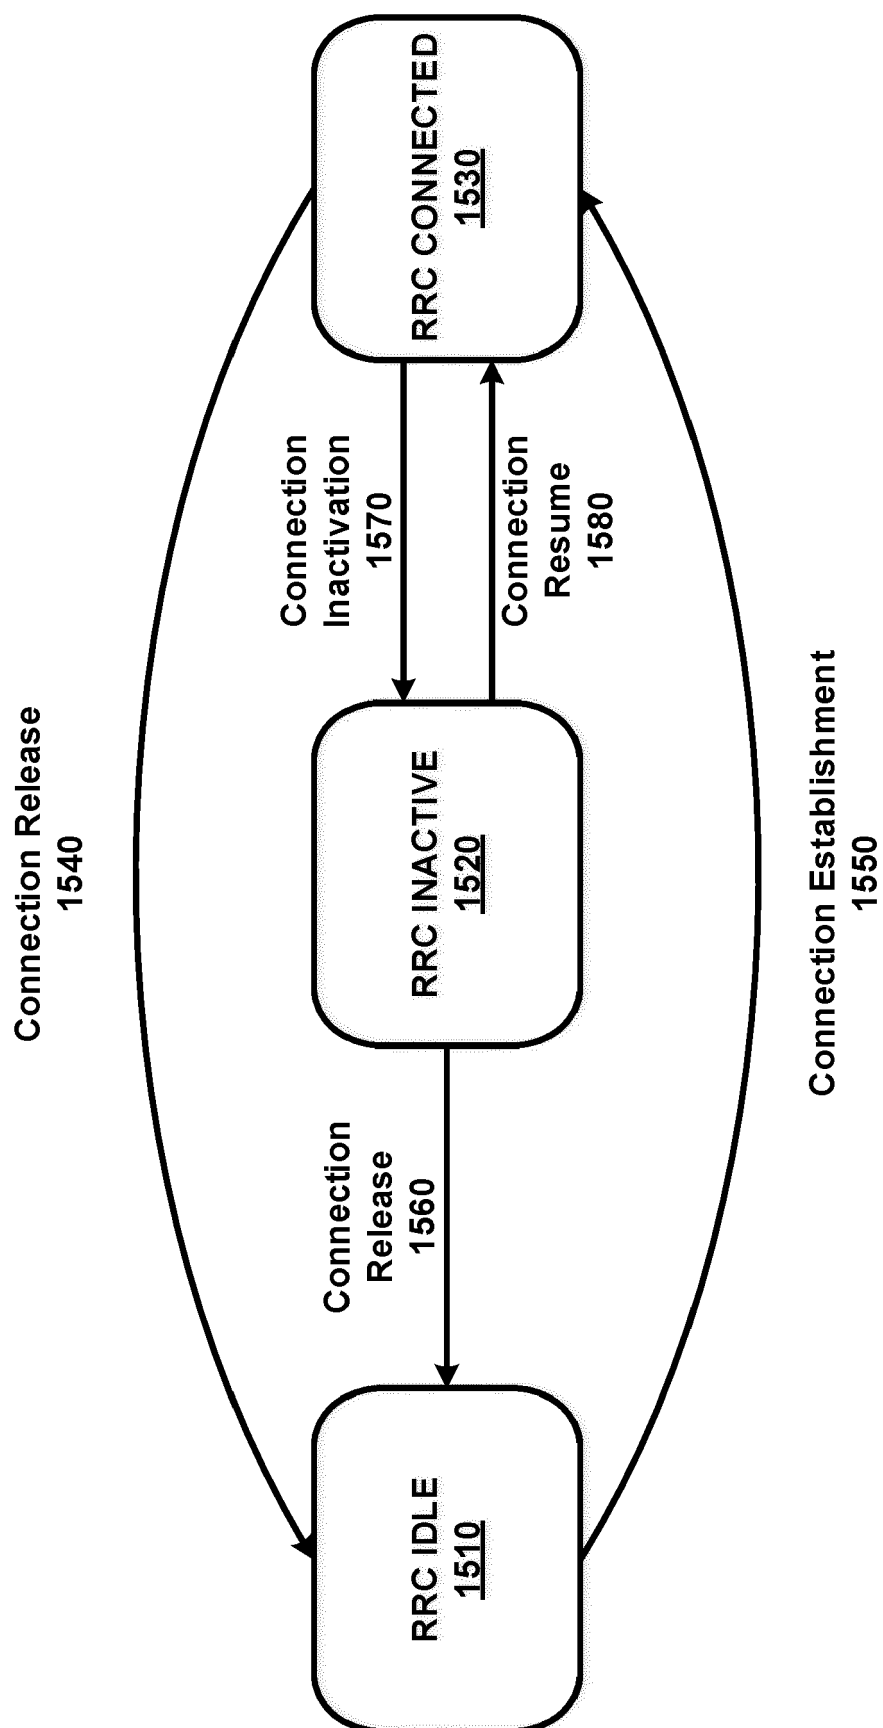 Connection Release
1540
RRC IDLE
1510
Connection
Release
1560
RRC INACTIVE
1520
Connection
Inactivation
1570
Connection
Resume
1580
RRC CONNECTED
1530
Connection Establishment
1550